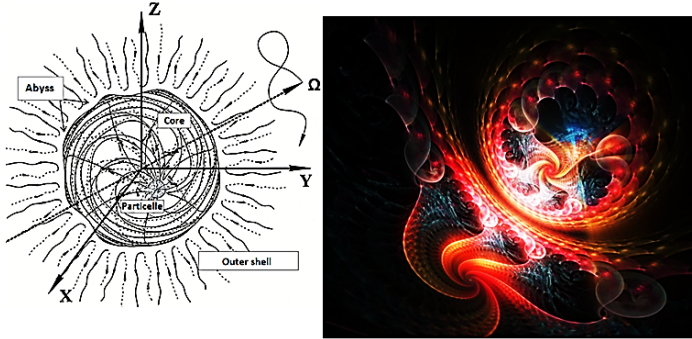 Z
Abyss
Ω
Core
Y
Particelle
Outer shell
X